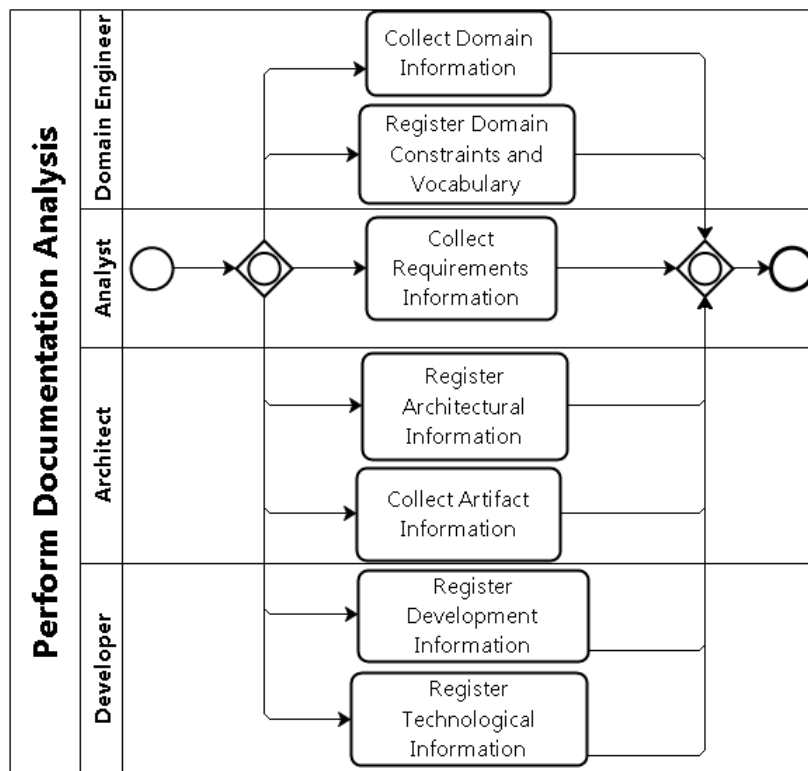 Perform Documentation Analysis
Domain Engineer
Collect Domain
Information
Register Domain
Constraints and
Vocabulary
Analyst
Collect
Requirements
Information
Architect
Register
Architectural
Information
Collect Artifact
Information
Developer
Register
Development
Information
Register
Technological
Information